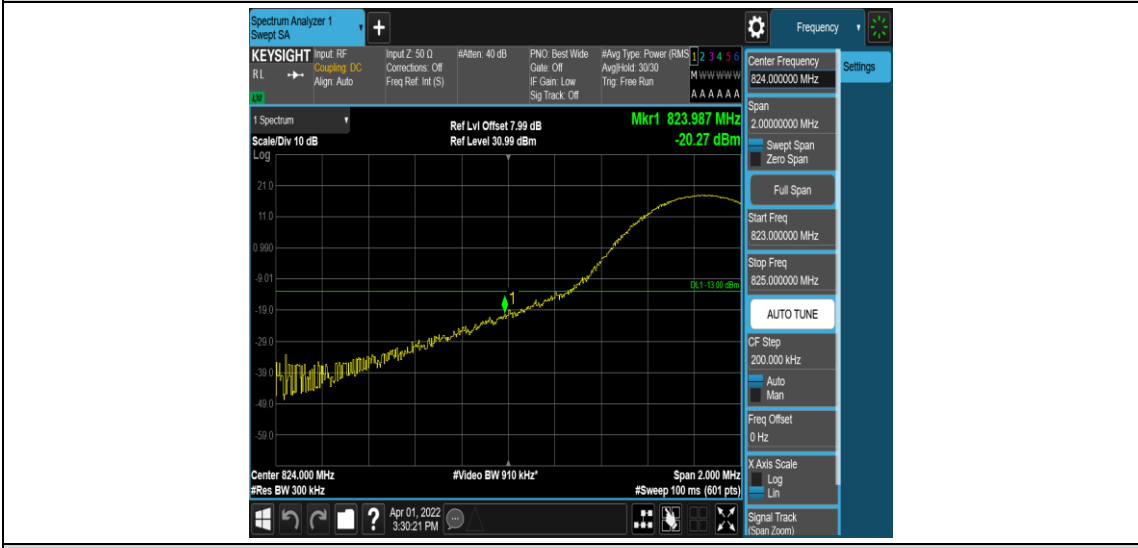 Spectrum Analyzer 1
Swept SA
+
Frequency
KEYSIGHT
RL
LXI
Input: RF
Coupling: DC
Align: Auto
Input Z: 50 Ω
Corrections: Off
Freq Ref: Int (S)
#Atten: 40 dB
PNO: Best Wide
Gate: Off
IF Gain: Low
Sig Track: Off
#Avg Type: Power (RMS
Avg|Hold: 30/30
Trig: Free Run
1 2 3 4 5 6
M W W W W W
A A A A A A
1 Spectrum
Scale/Div 10 dB
Log
Ref Lvl Offset 7.99 dB
Ref Level 30.99 dBm
Mkr1 823.987 MHz
-20.27 dBm
21.0
11.0
0.990
-9.01
-19.0
-29.0
-39.0
-49.0
-59.0
DL1 -13.00 dBm
1
Center 824.000 MHz
#Res BW 300 kHz
#Video BW 910 kHz*
Span 2.000 MHz
#Sweep 100 ms (601 pts)
Center Frequency
824.000000 MHz
Settings
Span
2.00000000 MHz
Swept Span
Zero Span
Full Span
Start Freq
823.000000 MHz
Stop Freq
825.000000 MHz
AUTO TUNE
CF Step
200.000 kHz
Auto
Man
Freq Offset
0 Hz
X Axis Scale
Log
Lin
Signal Track
(Span Zoom)
?
Apr 01, 2022
3:30:21 PM